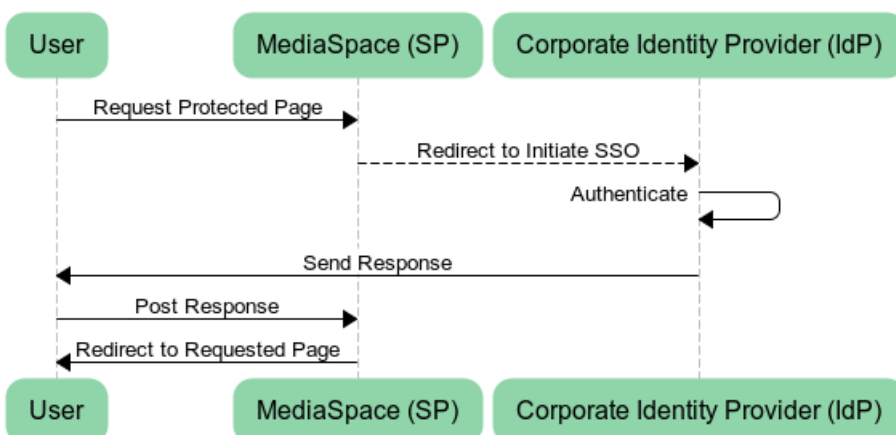 User
MediaSpace (SP)
Corporate Identity Provider (IdP)
Request Protected Page
Redirect to Initiate SSO
Authenticate
Send Response
Post Response
Redirect to Requested Page
User
MediaSpace (SP)
Corporate Identity Provider (IdP)